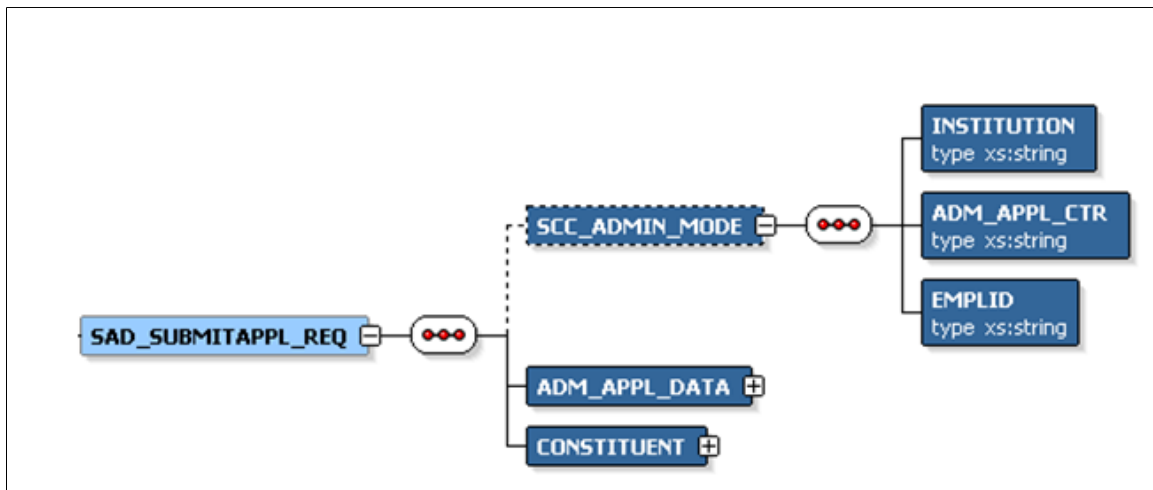 INSTITUTION
type xs:string
SCC_ADMIN_MODE
ADM_APPL_CTR
type xs:string
EMPLID
type xs:string
SAD_SUBMITAPPL_REQ
ADM_APPL_DATA
CONSTITUENT